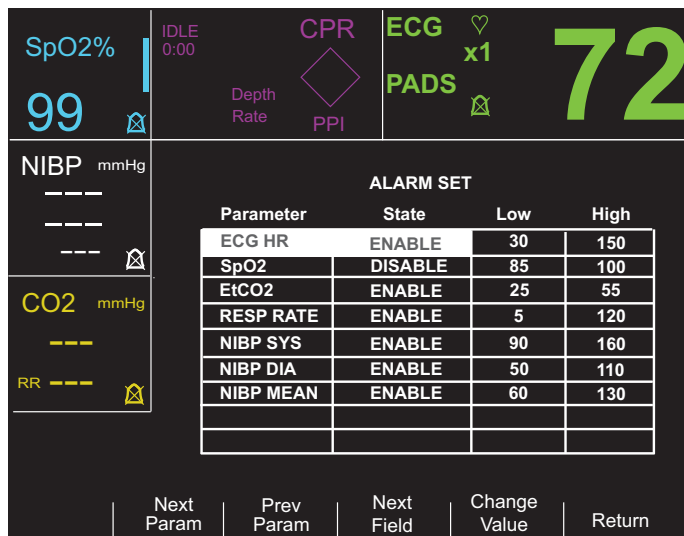 SpO2%
99
IDLE
0:00
CPR
Depth
Rate
PPI
ECG
x1
PADS
72
NIBP mmHg
---
---
---
CO2 mmHg
---
RR ---
ALARM SET
Parameter State Low High
ECG HR ENABLE 30 150
SpO2 DISABLE 85 100
EtCO2 ENABLE 25 55
RESP RATE ENABLE 5 120
NIBP SYS ENABLE 90 160
NIBP DIA ENABLE 50 110
NIBP MEAN ENABLE 60 130
Next Param
Prev Param
Next Field
Change Value
Return